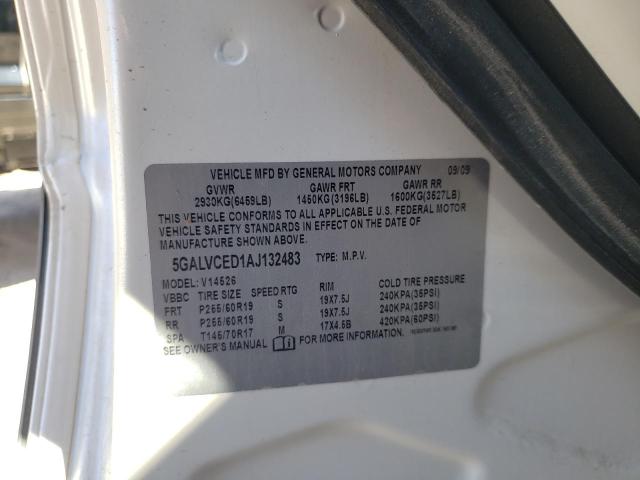 VEHICLE MFD BY GENERAL MOTORS COMPANY 09/09
GVWR GAWR FRT GAWR RR
2930KG(6459LB) 1450KG(3196LB) 1600KG(3527LB)
THIS VEHICLE CONFORMS TO ALL APPLICABLE U.S. FEDERAL MOTOR
VEHICLE SAFETY STANDARDS IN EFFECT ON THE DATE OF
MANUFACTURE SHOWN ABOVE.
5GALVCED1AJ132483 TYPE: M.P.V.
MODEL: V14526
VBBC TIRE SIZE SPEED RTG RIM COLD TIRE PRESSURE
FRT P255/60R19 S 19X7.5J 240KPA(35PSI)
RR P255/60R19 S 19X7.5J 240KPA(35PSI)
SPA T145/70R17 M 17X4.5B 420KPA(60PSI)
SEE OWNER'S MANUAL FOR MORE INFORMATION.